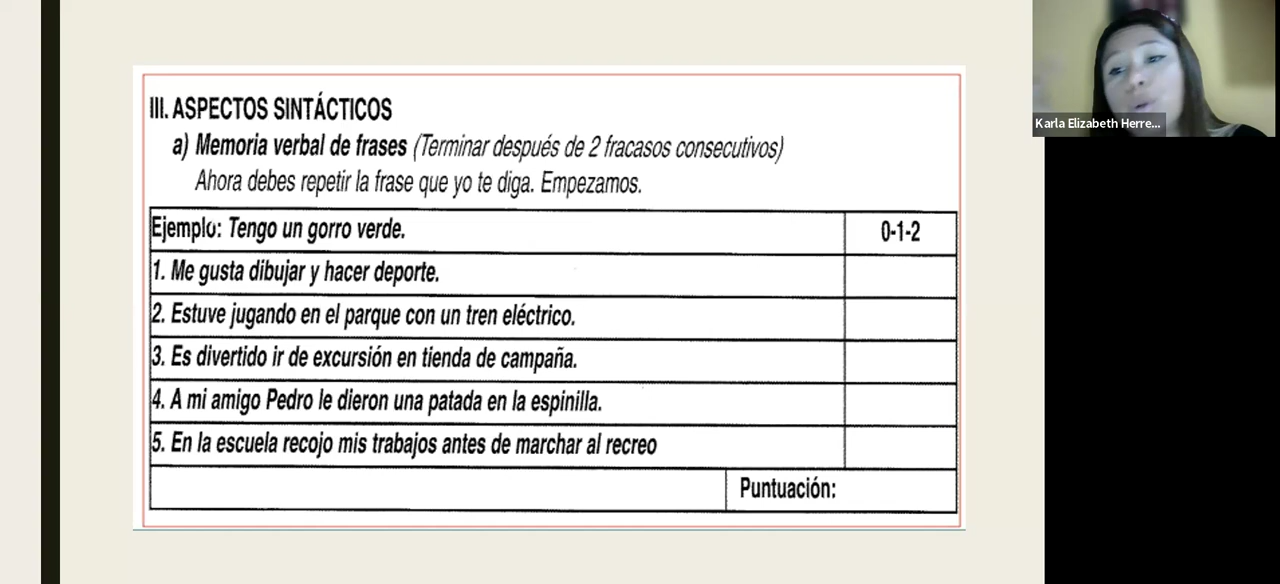 III. ASPECTOS SINTÁCTICOS
a) Memoria verbal de frases (Terminar después de 2 fracasos consecutivos)
Ahora debes repetir la frase que yo te diga. Empezamos.
Ejemplo: Tengo un gorro verde. 0-1-2
1. Me gusta dibujar y hacer deporte.
2. Estuve jugando en el parque con un tren eléctrico.
3. Es divertido ir de excursión en tienda de campaña.
4. A mi amigo Pedro le dieron una patada en la espinilla.
5. En la escuela recojo mis trabajos antes de marchar al recreo
Puntuación:
Karla Elizabeth Herre...